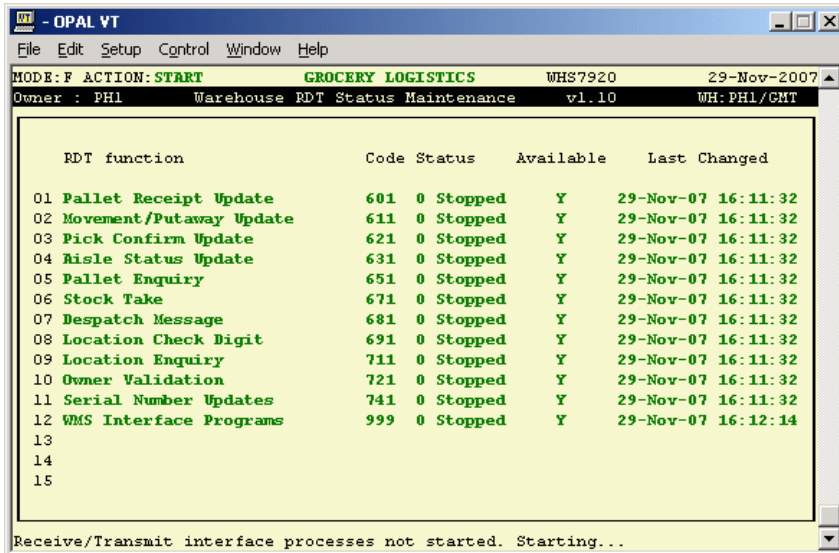 - OPAL VT
File Edit Setup Control Window Help
MODE:F ACTION:START GROCERY LOGISTICS WHS7920 29-Nov-2007
Owner : PH1 Warehouse RDT Status Maintenance v1.10 WH:PH1/GMT
RDT function Code Status Available Last Changed
01 Pallet Receipt Update 601 0 Stopped Y 29-Nov-07 16:11:32
02 Movement/Putaway Update 611 0 Stopped Y 29-Nov-07 16:11:32
03 Pick Confirm Update 621 0 Stopped Y 29-Nov-07 16:11:32
04 Aisle Status Update 631 0 Stopped Y 29-Nov-07 16:11:32
05 Pallet Enquiry 651 0 Stopped Y 29-Nov-07 16:11:32
06 Stock Take 671 0 Stopped Y 29-Nov-07 16:11:32
07 Despatch Message 681 0 Stopped Y 29-Nov-07 16:11:32
08 Location Check Digit 691 0 Stopped Y 29-Nov-07 16:11:32
09 Location Enquiry 711 0 Stopped Y 29-Nov-07 16:11:32
10 Owner Validation 721 0 Stopped Y 29-Nov-07 16:11:32
11 Serial Number Updates 741 0 Stopped Y 29-Nov-07 16:11:32
12 WMS Interface Programs 999 0 Stopped Y 29-Nov-07 16:12:14
13
14
15
Receive/Transmit interface processes not started. Starting...